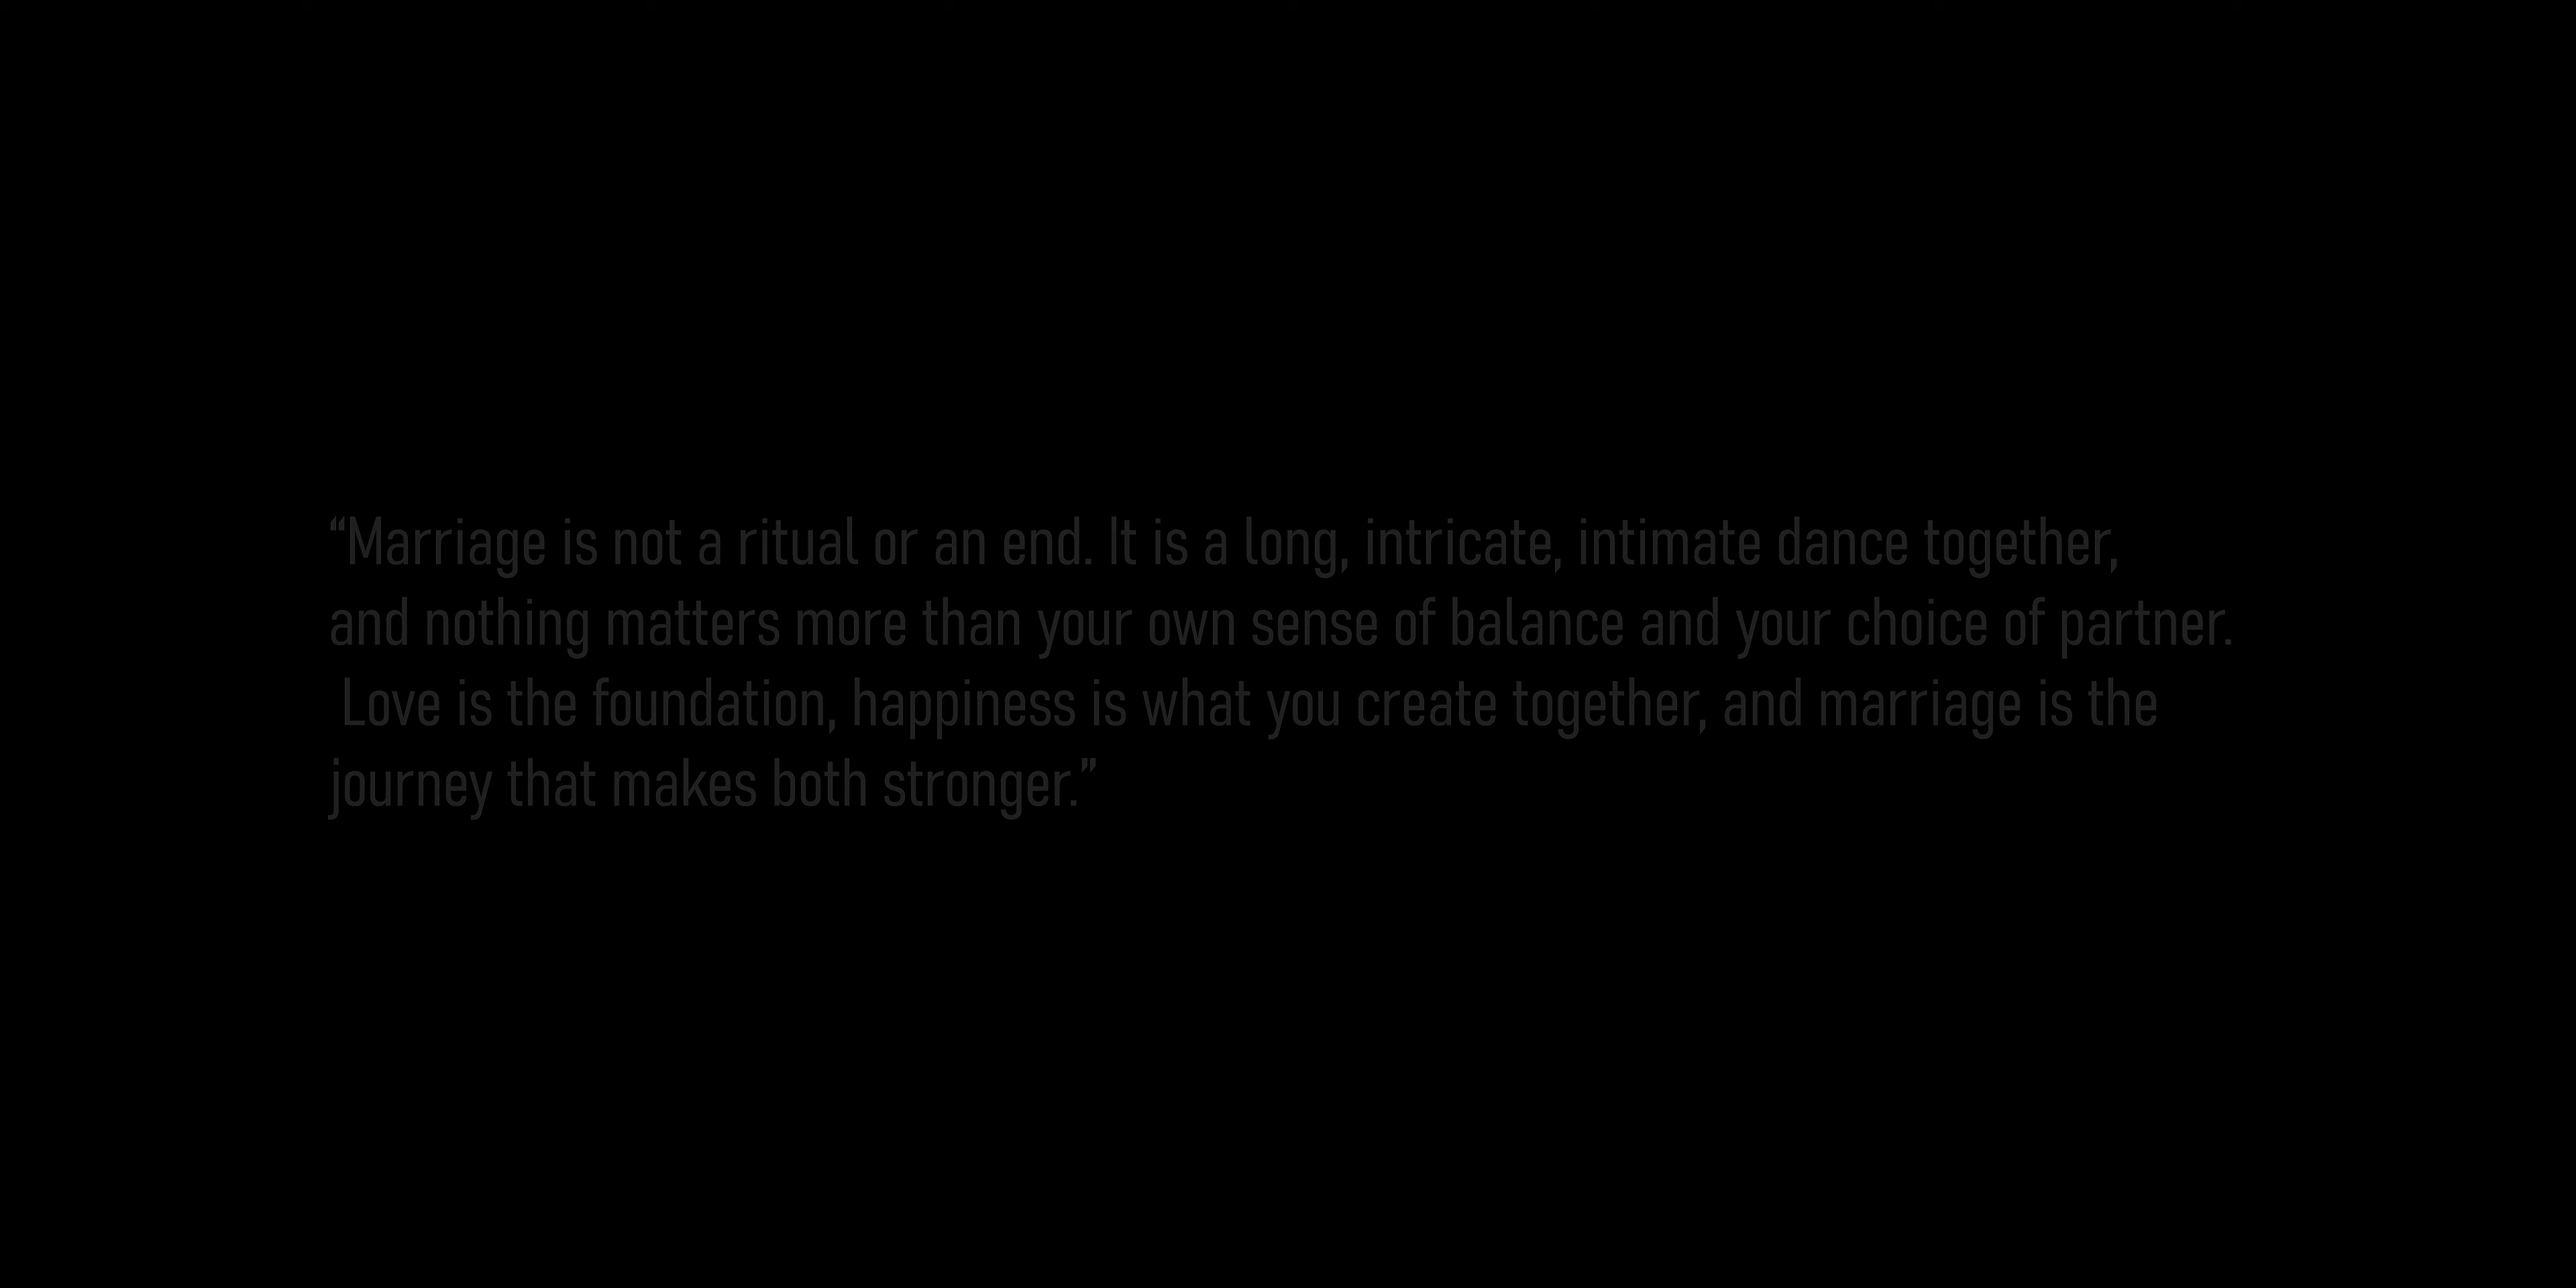 “Marriage is not a ritual or an end. It is a long, intricate, intimate dance together,
and nothing matters more than your own sense of balance and your choice of partner.
Love is the foundation, happiness is what you create together, and marriage is the
journey that makes both stronger.”